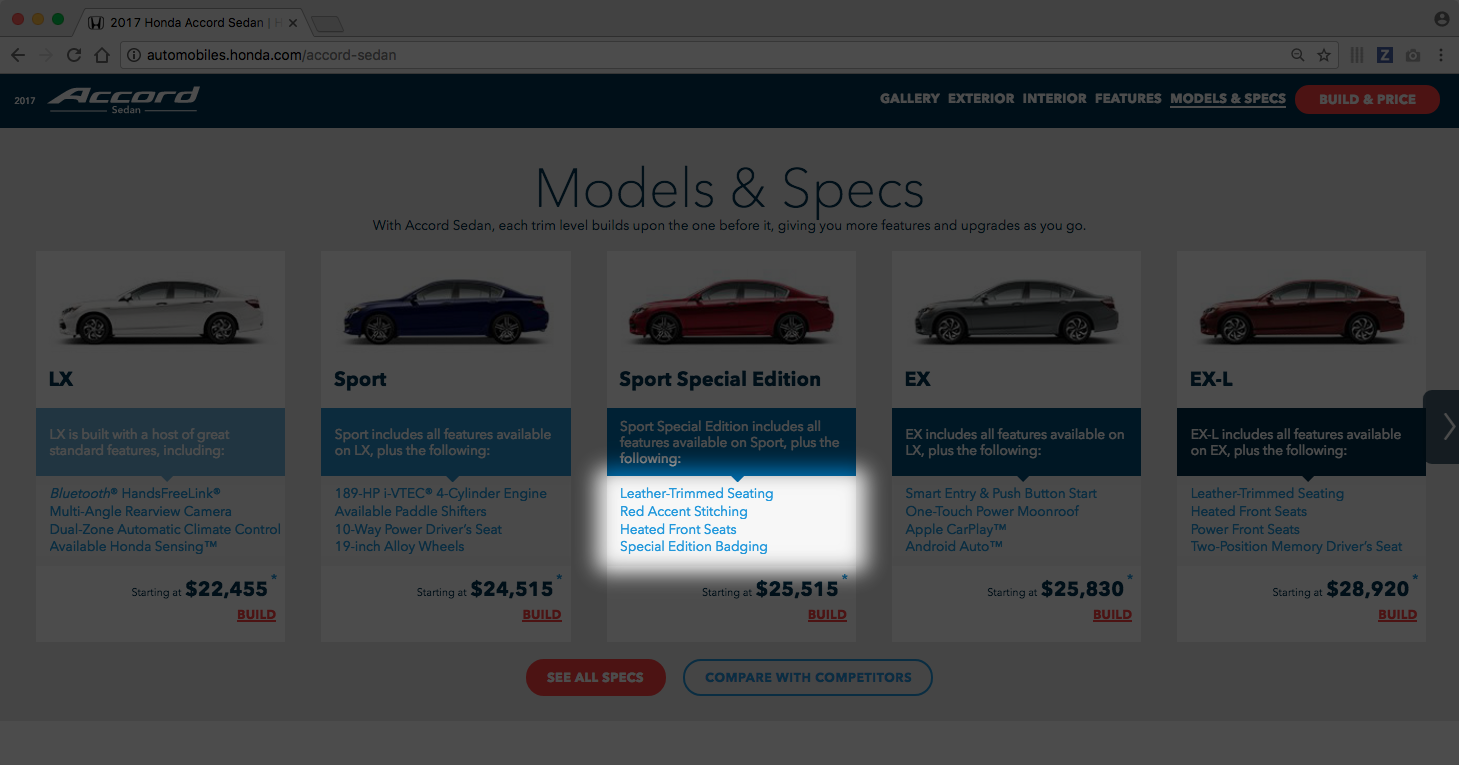 2017 Honda Accord Sedan |
automobiles.honda.com/accord-sedan
Z
2017
Accord
Sedan
GALLERY EXTERIOR INTERIOR FEATURES MODELS & SPECS BUILD & PRICE
Models & Specs
With Accord Sedan, each trim level builds upon the one before it, giving you more features and upgrades as you go.
LX
LX is built with a host of great
standard features, including:
Bluetooth® HandsFreeLink®
Multi-Angle Rearview Camera
Dual-Zone Automatic Climate Control
Available Honda Sensing™
Starting at $22,455*
BUILD
Sport
Sport includes all features available
on LX, plus the following:
189-HP i-VTEC® 4-Cylinder Engine
Available Paddle Shifters
10-Way Power Driver's Seat
19-inch Alloy Wheels
Starting at $24,515*
BUILD
Sport Special Edition
Sport Special Edition includes all
features available on Sport, plus the
following:
Leather-Trimmed Seating
Red Accent Stitching
Heated Front Seats
Special Edition Badging
Starting at $25,515*
BUILD
EX
EX includes all features available on
LX, plus the following:
Smart Entry & Push Button Start
One-Touch Power Moonroof
Apple CarPlay™
Android Auto™
Starting at $25,830*
BUILD
EX-L
EX-L includes all features available
on EX, plus the following:
Leather-Trimmed Seating
Heated Front Seats
Power Front Seats
Two-Position Memory Driver's Seat
Starting at $28,920*
BUILD
SEE ALL SPECS
COMPARE WITH COMPETITORS